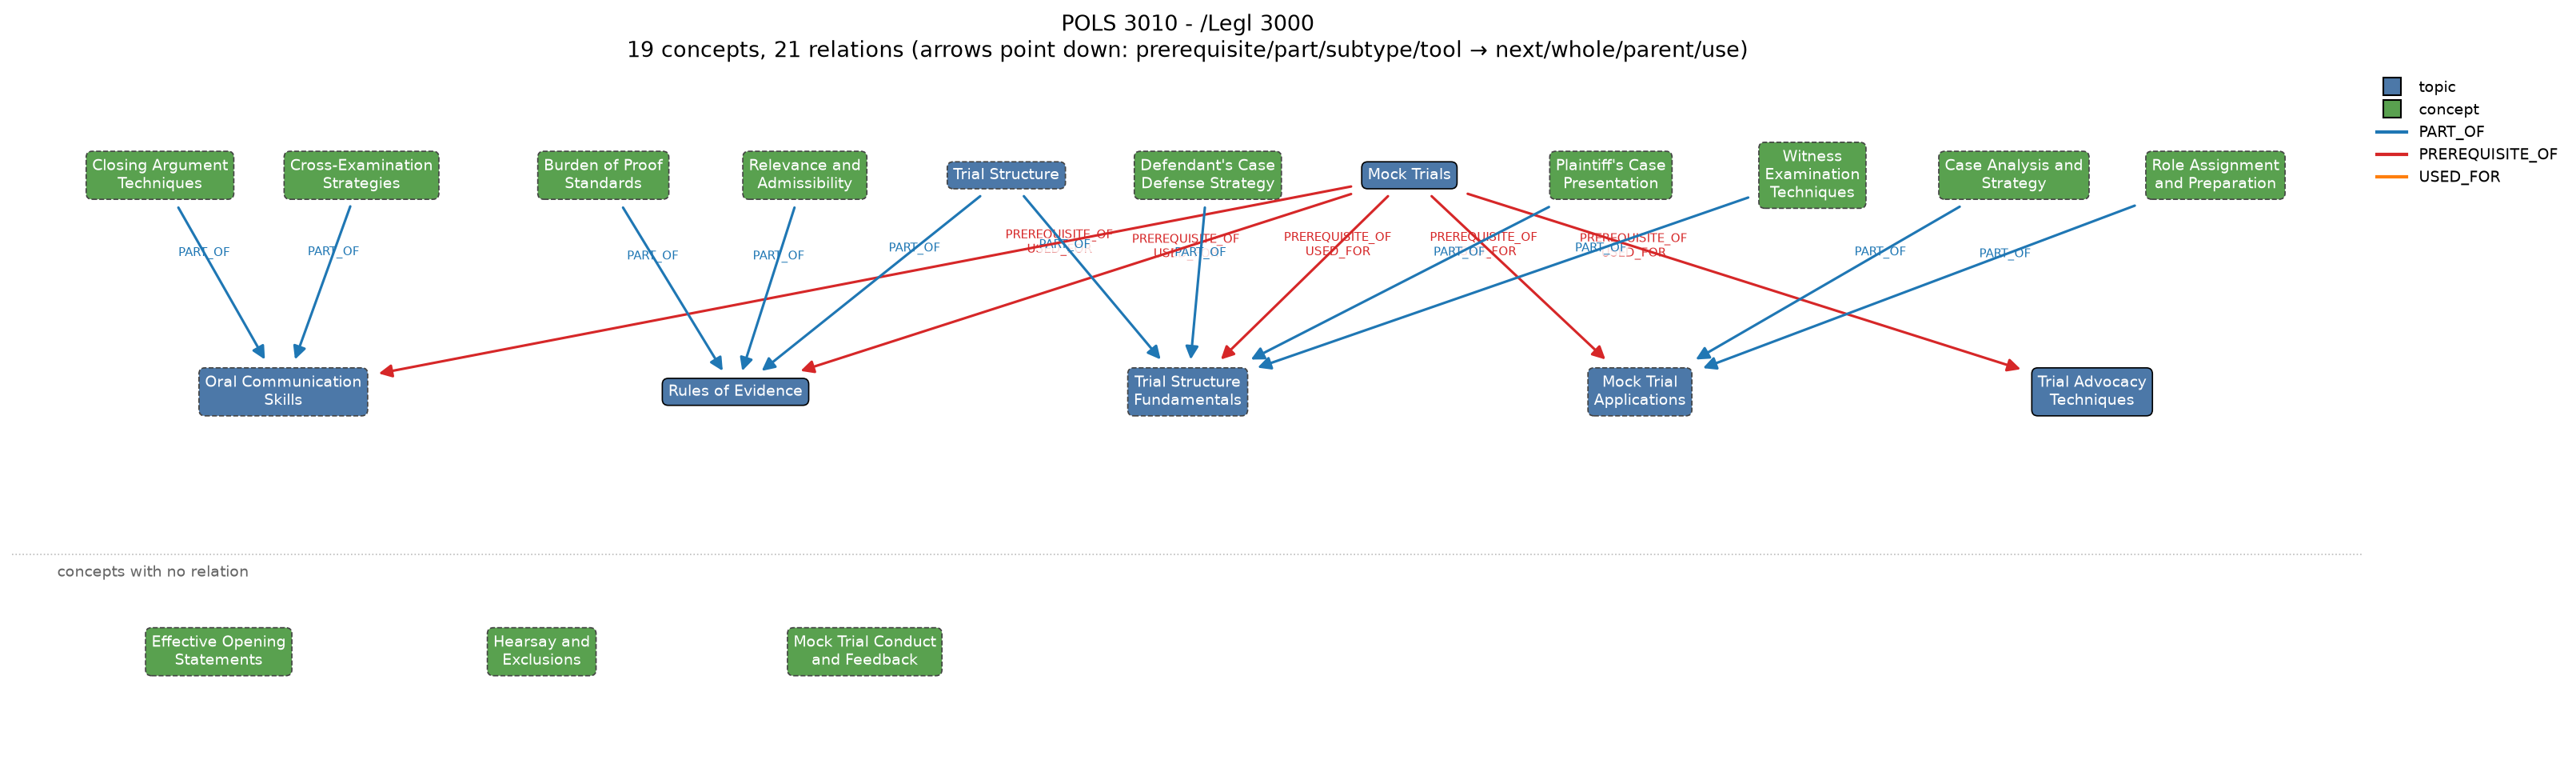 POLS 3010 - /Legl 3000
19 concepts, 21 relations (arrows point down: prerequisite/part/subtype/tool → next/whole/parent/use)
topic
concept
PART_OF
PREREQUISITE_OF
USED_FOR
Closing Argument
Techniques
Cross-Examination
Strategies
Burden of Proof
Standards
Relevance and
Admissibility
Trial Structure
Defendant's Case
Defense Strategy
Mock Trials
Plaintiff's Case
Presentation
Witness
Examination
Techniques
Case Analysis and
Strategy
Role Assignment
and Preparation
PART_OF
PART_OF
PART_OF
PART_OF
PART_OF
PREREQUISITE_OF
PART_OF
PREREQUISITE_OF
PART_OF
PREREQUISITE_OF
USED_FOR
PREREQUISITE_OF
PART_OF
PREREQUISITE_OF
PART_OF
PART_OF
PART_OF
Oral Communication
Skills
Rules of Evidence
Trial Structure
Fundamentals
Mock Trial
Applications
Trial Advocacy
Techniques
concepts with no relation
Effective Opening
Statements
Hearsay and
Exclusions
Mock Trial Conduct
and Feedback